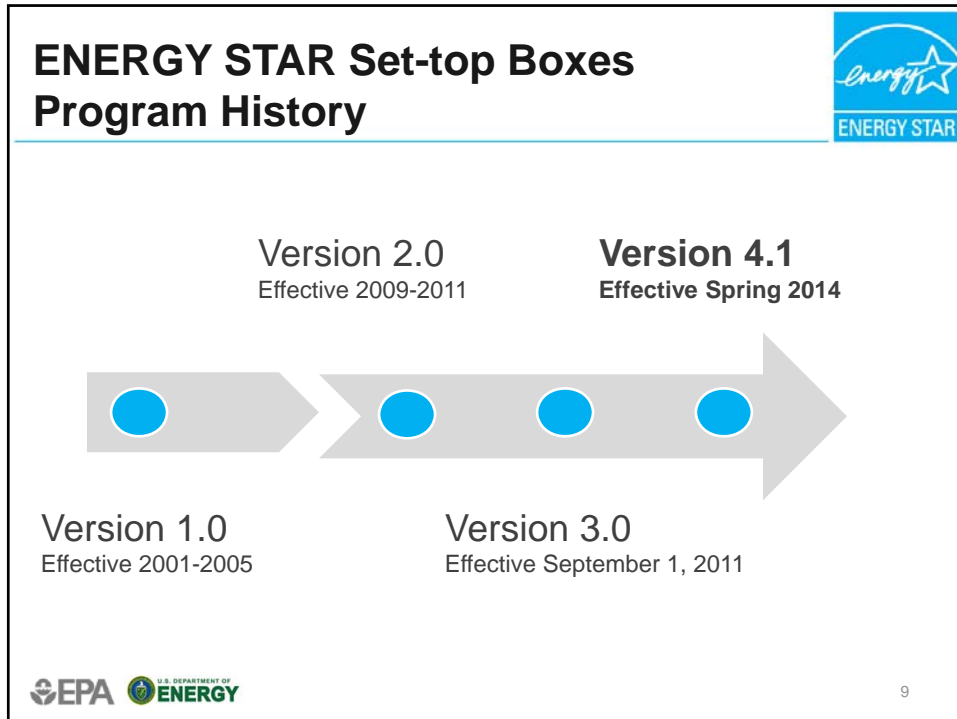 ENERGY STAR Set-top Boxes
Program History
energy
ENERGY STAR
Version 2.0
Effective 2009-2011
Version 4.1
Effective Spring 2014
Version 1.0
Effective 2001-2005
Version 3.0
Effective September 1, 2011
EPA
U.S. DEPARTMENT OF
ENERGY
9